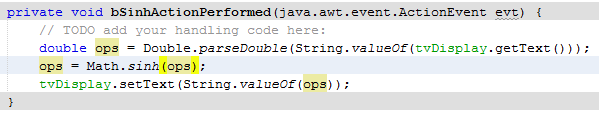 private void bSinhActionPerformed(java.awt.event.ActionEvent evt) {
// TODO add your handling code here:
double ops = Double.parseDouble(String.valueOf(tvDisplay.getText()));
ops = Math.sinh(ops);
tvDisplay.setText(String.valueOf(ops));
}